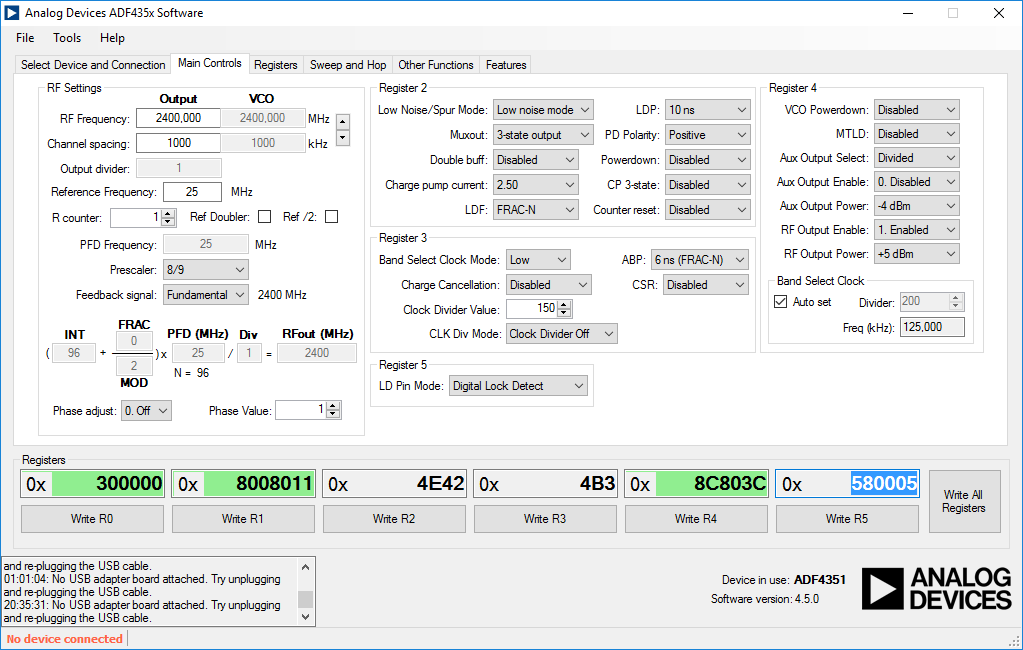 Analog Devices ADF435x Software
File Tools Help
Select Device and Connection Main Controls Registers Sweep and Hop Other Functions Features
RF Settings
Output VCO
RF Frequency: 2400,000 2400,000 MHz
Channel spacing: 1000 1000 kHz
Output divider: 1
Reference Frequency: 25 MHz
R counter: 1 Ref Doubler: Ref /2:
PFD Frequency: 25 MHz
Prescaler: 8/9
Feedback signal: Fundamental 2400 MHz
INT FRAC PFD (MHz) Div RFout (MHz)
( 96 + 0 ) x 25 / 1 = 2400
2
MOD N = 96
Phase adjust: 0. Off Phase Value: 1
Register 2
Low Noise/Spur Mode: Low noise mode LDP: 10 ns
Muxout: 3-state output PD Polarity: Positive
Double buff: Disabled Powerdown: Disabled
Charge pump current: 2.50 CP 3-state: Disabled
LDF: FRAC-N Counter reset: Disabled
Register 3
Band Select Clock Mode: Low ABP: 6 ns (FRAC-N)
Charge Cancellation: Disabled CSR: Disabled
Clock Divider Value: 150
CLK Div Mode: Clock Divider Off
Register 5
LD Pin Mode: Digital Lock Detect
Register 4
VCO Powerdown: Disabled
MTLD: Disabled
Aux Output Select: Divided
Aux Output Enable: 0. Disabled
Aux Output Power: -4 dBm
RF Output Enable: 1. Enabled
RF Output Power: +5 dBm
Band Select Clock
Auto set Divider: 200
Freq (kHz): 125,000
Registers
0x 300000 0x 8008011 0x 4E42 0x 4B3 0x 8C803C 0x 580005
Write R0 Write R1 Write R2 Write R3 Write R4 Write R5
Write All
Registers
and re-plugging the USB cable.
01:01:04: No USB adapter board attached. Try unplugging
and re-plugging the USB cable.
20:35:31: No USB adapter board attached. Try unplugging
and re-plugging the USB cable.
Device in use: ADF4351
Software version: 4.5.0
ANALOG
DEVICES
No device connected